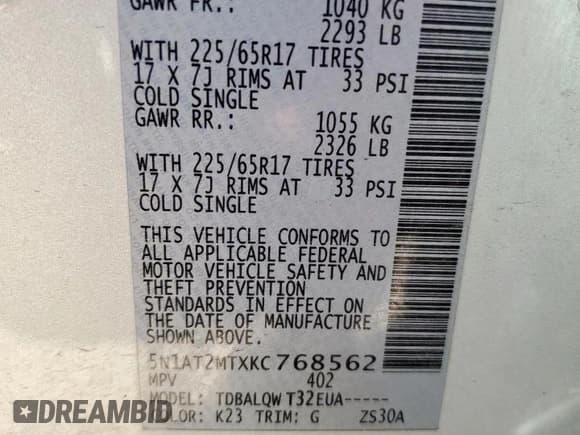 GAWR FR.: 1040 KG
2293 LB
WITH 225/65R17 TIRES
17 X 7J RIMS AT 33 PSI
COLD SINGLE
GAWR RR.: 1055 KG
2326 LB
WITH 225/65R17 TIRES
17 X 7J RIMS AT 33 PSI
COLD SINGLE
THIS VEHICLE CONFORMS TO
ALL APPLICABLE FEDERAL
MOTOR VEHICLE SAFETY AND
THEFT PREVENTION
STANDARDS IN EFFECT ON
THE DATE OF MANUFACTURE
SHOWN ABOVE.
5N1AT2MTXKC768562
MPV 402
MODEL: TDBALQW T32EUA-----
COLOR: K23 TRIM: G ZS30A
DEALERS HISTORY